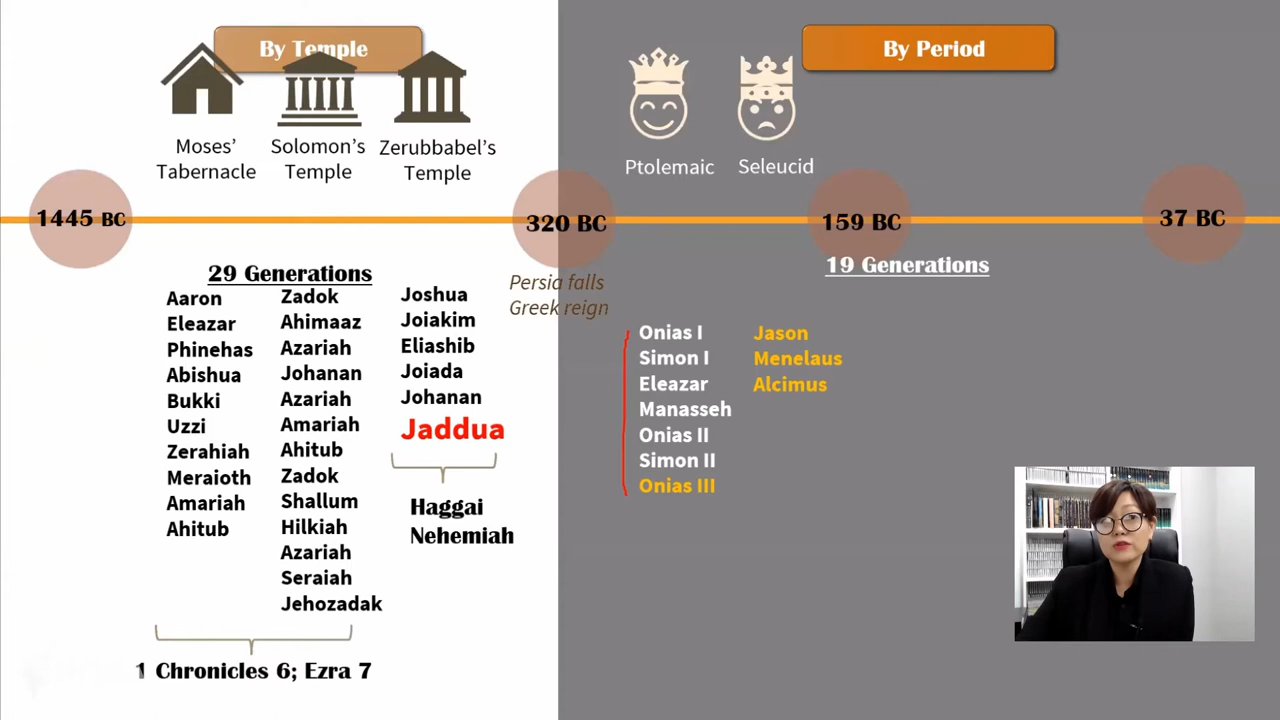 By Temple
By Period
Moses'
Tabernacle
Solomon's
Temple
Zerubbabel's
Temple
Ptolemaic
Seleucid
1445 BC
320 BC
159 BC
37 BC
29 Generations
Aaron
Eleazar
Phinehas
Abishua
Bukki
Uzzi
Zerahiah
Meraioth
Amariah
Ahitub
Zadok
Ahimaaz
Azariah
Johanan
Azariah
Amariah
Ahitub
Zadok
Shallum
Hilkiah
Azariah
Seraiah
Jehozadak
Joshua
Joiakim
Eliashib
Joiada
Johanan
Jaddua
Haggai
Nehemiah
1 Chronicles 6; Ezra 7
Persia falls
Greek reign
19 Generations
Onias I
Simon I
Eleazar
Manasseh
Onias II
Simon II
Onias III
Jason
Menelaus
Alcimus